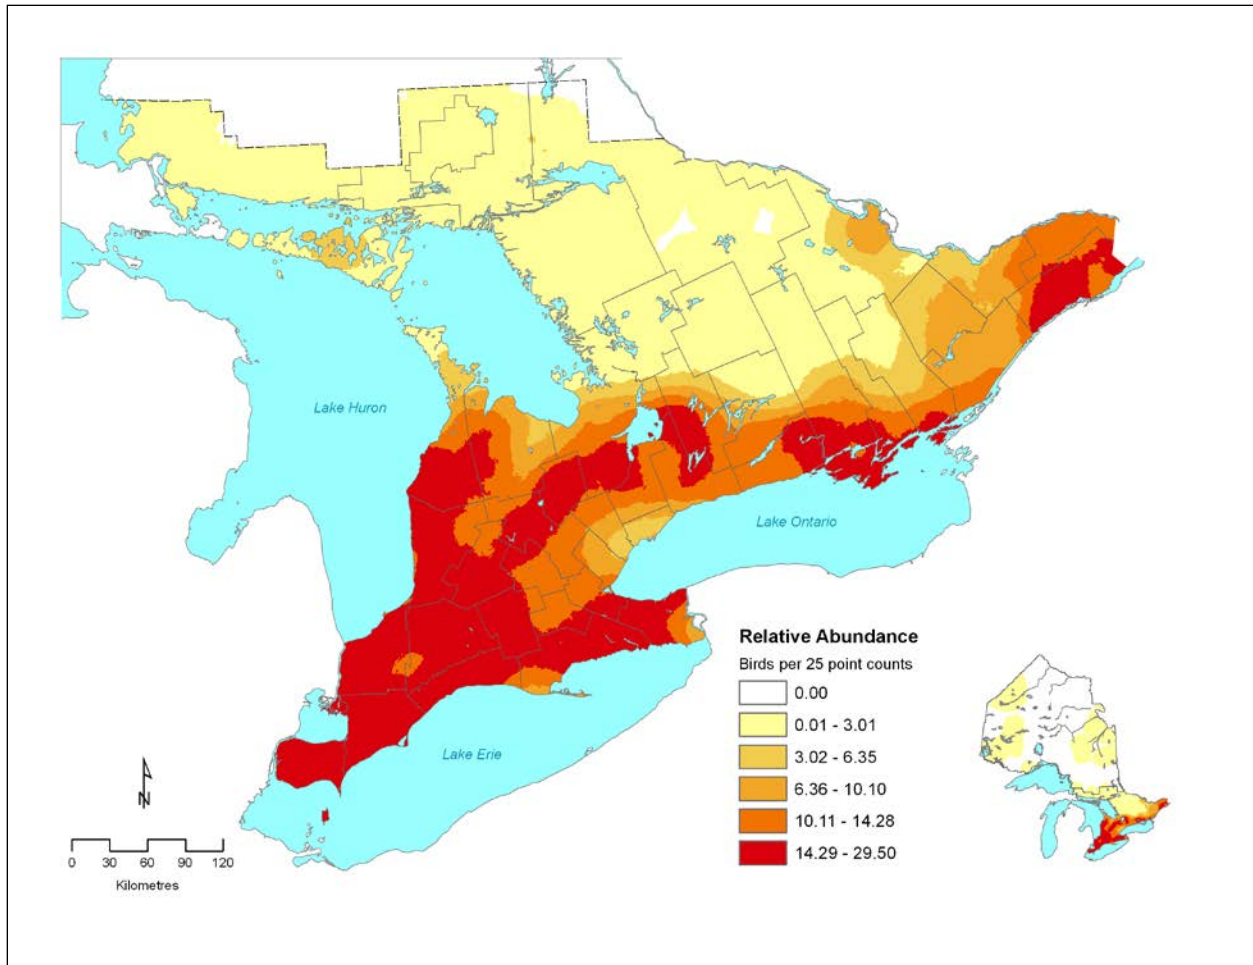 Lake Huron
Lake Ontario
Lake Erie
Relative Abundance
Birds per 25 point counts
0.00
0.01 - 3.01
3.02 - 6.35
6.36 - 10.10
10.11 - 14.28
14.29 - 29.50
N
0 30 60 90 120
Kilometres